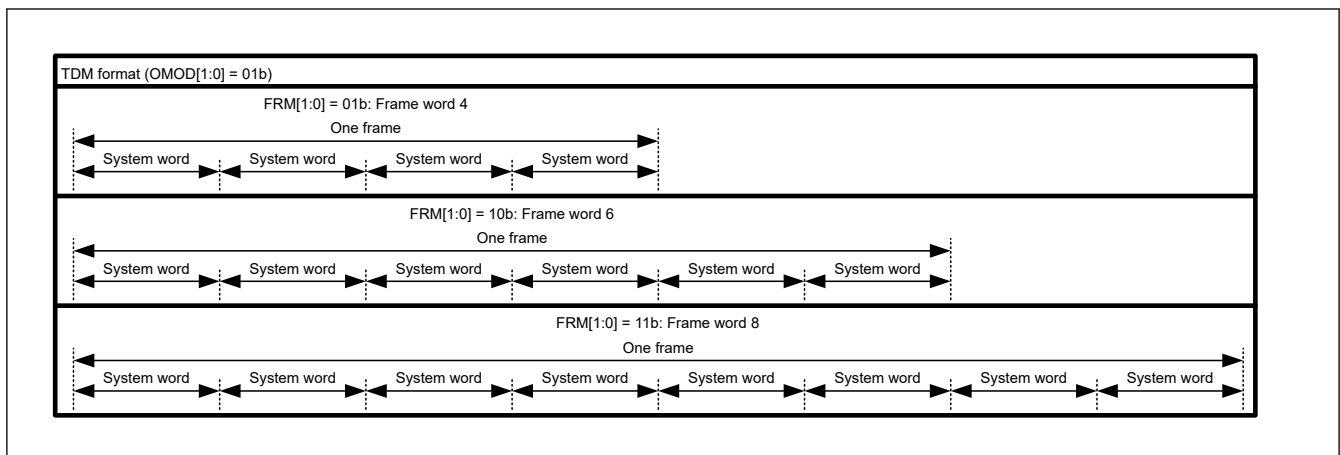 TDM format (OMOD[1:0] = 01b)
FRM[1:0] = 01b: Frame word 4
One frame
System word System word System word System word
FRM[1:0] = 10b: Frame word 6
One frame
System word System word System word System word System word System word
FRM[1:0] = 11b: Frame word 8
One frame
System word System word System word System word System word System word System word System word